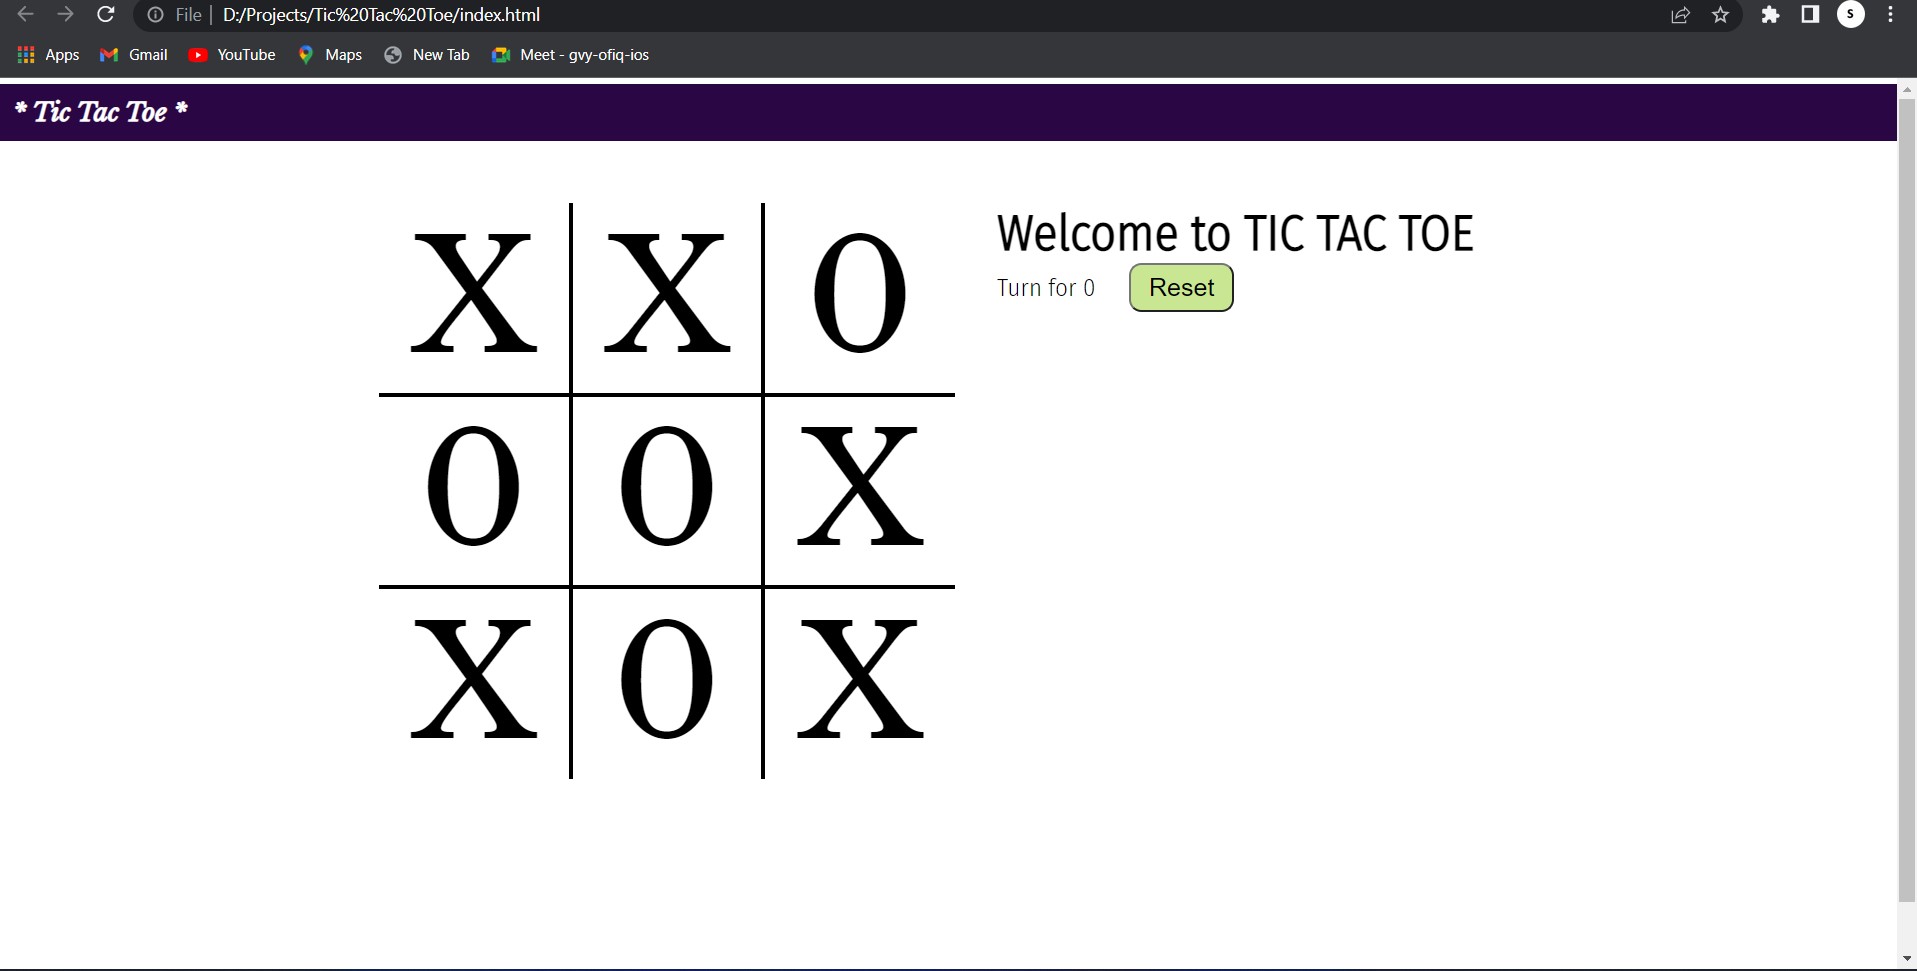 File | D:/Projects/Tic%20Tac%20Toe/index.html
S
Apps Gmail YouTube Maps New Tab Meet - gvy-ofiq-ios
* Tic Tac Toe *
Welcome to TIC TAC TOE
Turn for 0 Reset
X X 0
0 0 X
X 0 X